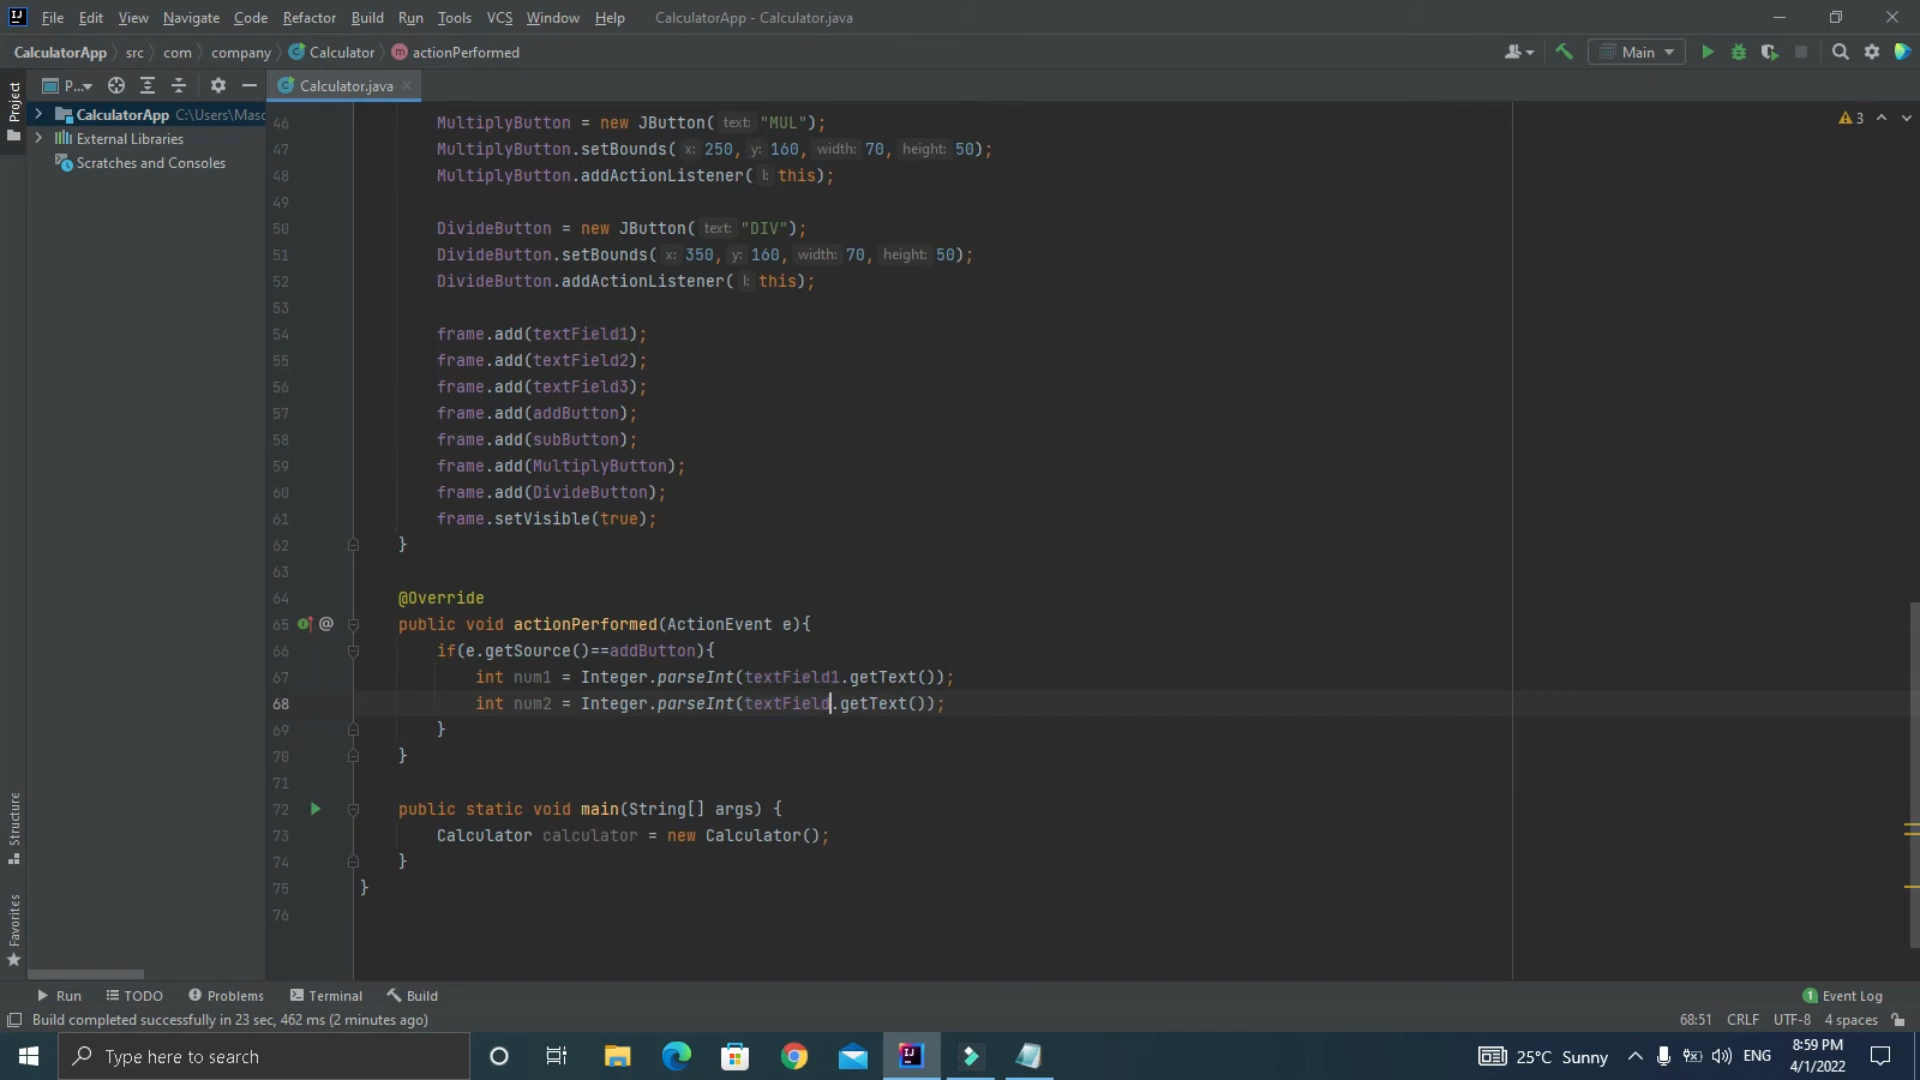 File Edit View Navigate Code Refactor Build Run Tools VCS Window Help CalculatorApp - Calculator.java
CalculatorApp src com company Calculator actionPerformed Main
P... Calculator.java
Project
CalculatorApp C:\Users\Masc
External Libraries
Scratches and Consoles
3
46 MultiplyButton = new JButton( text: "MUL");
47 MultiplyButton.setBounds( x: 250, y: 160, width: 70, height: 50);
48 MultiplyButton.addActionListener( l: this);
49
50 DivideButton = new JButton( text: "DIV");
51 DivideButton.setBounds( x: 350, y: 160, width: 70, height: 50);
52 DivideButton.addActionListener( l: this);
53
54 frame.add(textField1);
55 frame.add(textField2);
56 frame.add(textField3);
57 frame.add(addButton);
58 frame.add(subButton);
59 frame.add(MultiplyButton);
60 frame.add(DivideButton);
61 frame.setVisible(true);
62 }
63
64 @Override
65 @ public void actionPerformed(ActionEvent e){
66 if(e.getSource()==addButton){
67 int num1 = Integer.parseInt(textField1.getText());
68 int num2 = Integer.parseInt(textField.getText());
69 }
70 }
71
72 public static void main(String[] args) {
73 Calculator calculator = new Calculator();
74 }
75 }
76
Structure
Favorites
Run TODO Problems Terminal Build 1 Event Log
Build completed successfully in 23 sec, 462 ms (2 minutes ago) 68:51 CRLF UTF-8 4 spaces
Type here to search 25°C Sunny ENG 8:59 PM
4/1/2022